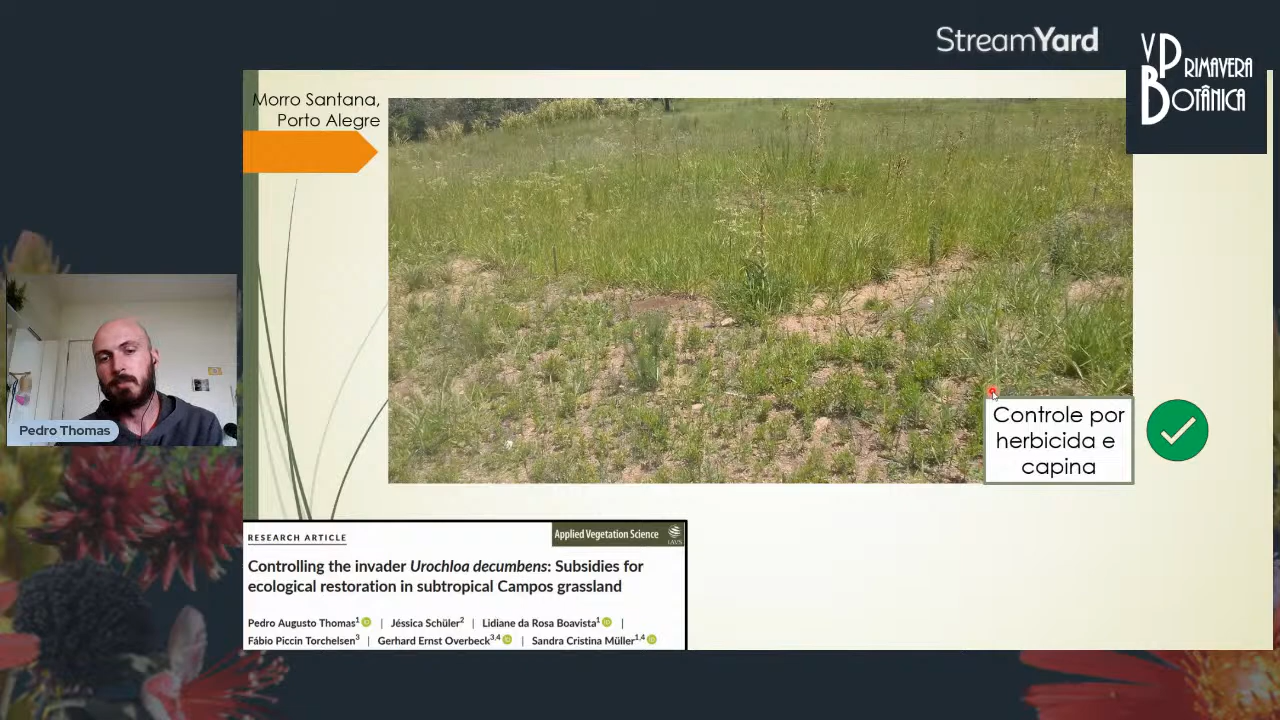 StreamYard
V PRIMAVERA
BOTÂNICA
Morro Santana,
Porto Alegre
Pedro Thomas
Controle por
herbicida e
capina
RESEARCH ARTICLE
Applied Vegetation Science
IAVS
Controlling the invader Urochloa decumbens: Subsidies for
ecological restoration in subtropical Campos grassland
Pedro Augusto Thomas1 | Jéssica Schüler2 | Lidiane da Rosa Boavista1 |
Fábio Piccin Torchelsen3 | Gerhard Ernst Overbeck3,4 | Sandra Cristina Müller1,4